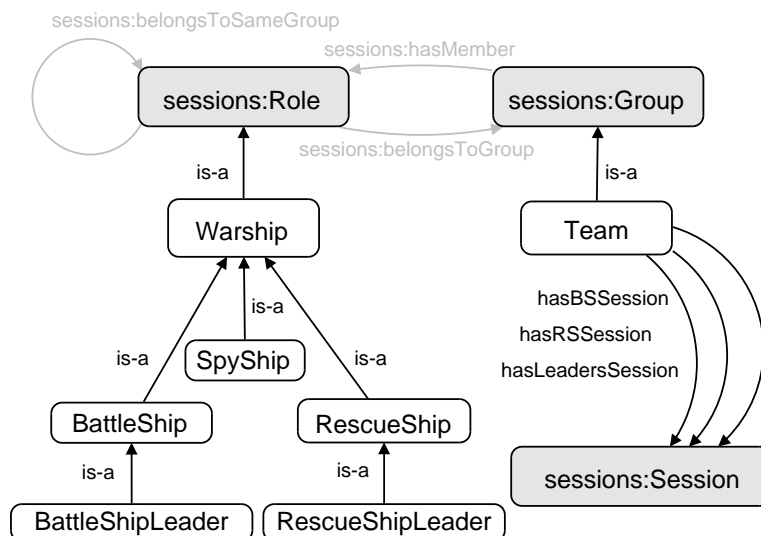 sessions:belongsToSameGroup
sessions:hasMember
sessions:Role
sessions:Group
sessions:belongsToGroup
is-a
is-a
Warship
Team
hasBSSession
is-a
hasRSSession
SpyShip
is-a
is-a
hasLeadersSession
BattleShip
RescueShip
is-a
is-a
sessions:Session
BattleShipLeader
RescueShipLeader